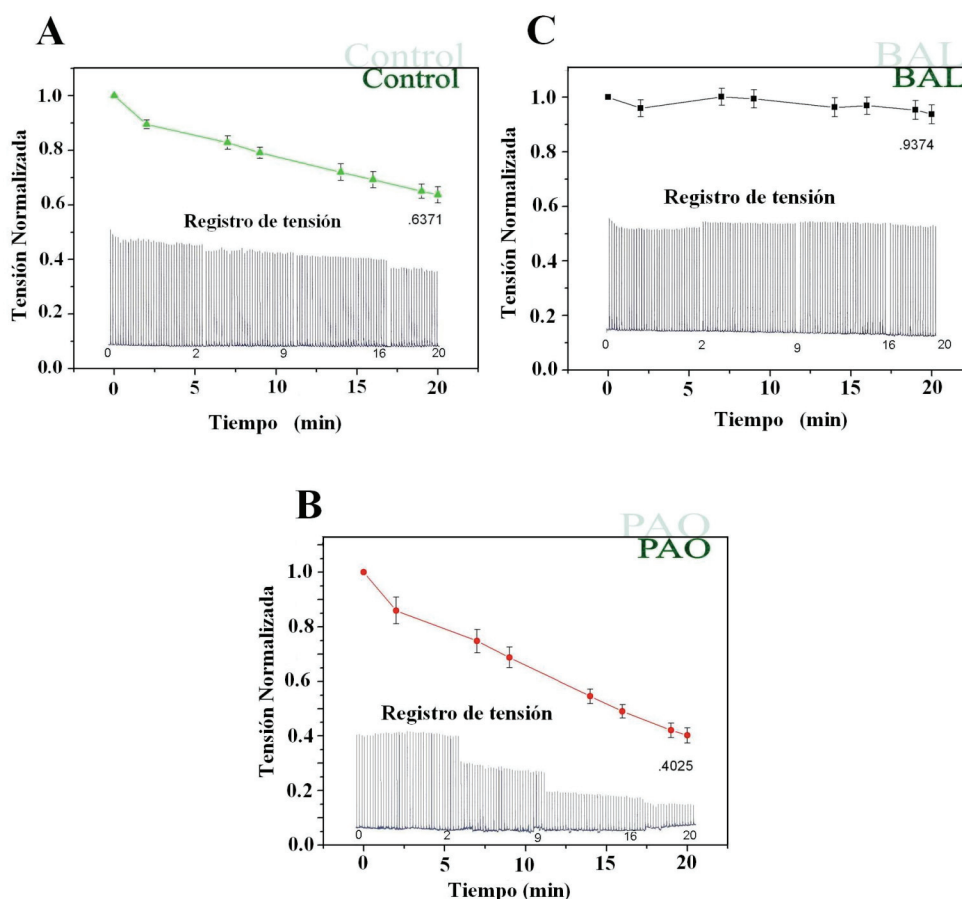 A
Control
Control
1.0
0.8
0.6
0.4
0.2
0.0
Tensión Normalizada
.6371
Registro de tensión
0 2 9 16 20
0 5 10 15 20
Tiempo (min)
C
BAL
BAL
1.0
0.8
0.6
0.4
0.2
0.0
Tensión Normalizada
.9374
Registro de tensión
0 2 9 16 20
0 5 10 15 20
Tiempo (min)
B
PAO
PAO
1.0
0.8
0.6
0.4
0.2
0.0
Tensión Normalizada
Registro de tensión
.4025
0 2 9 16 20
0 5 10 15 20
Tiempo (min)